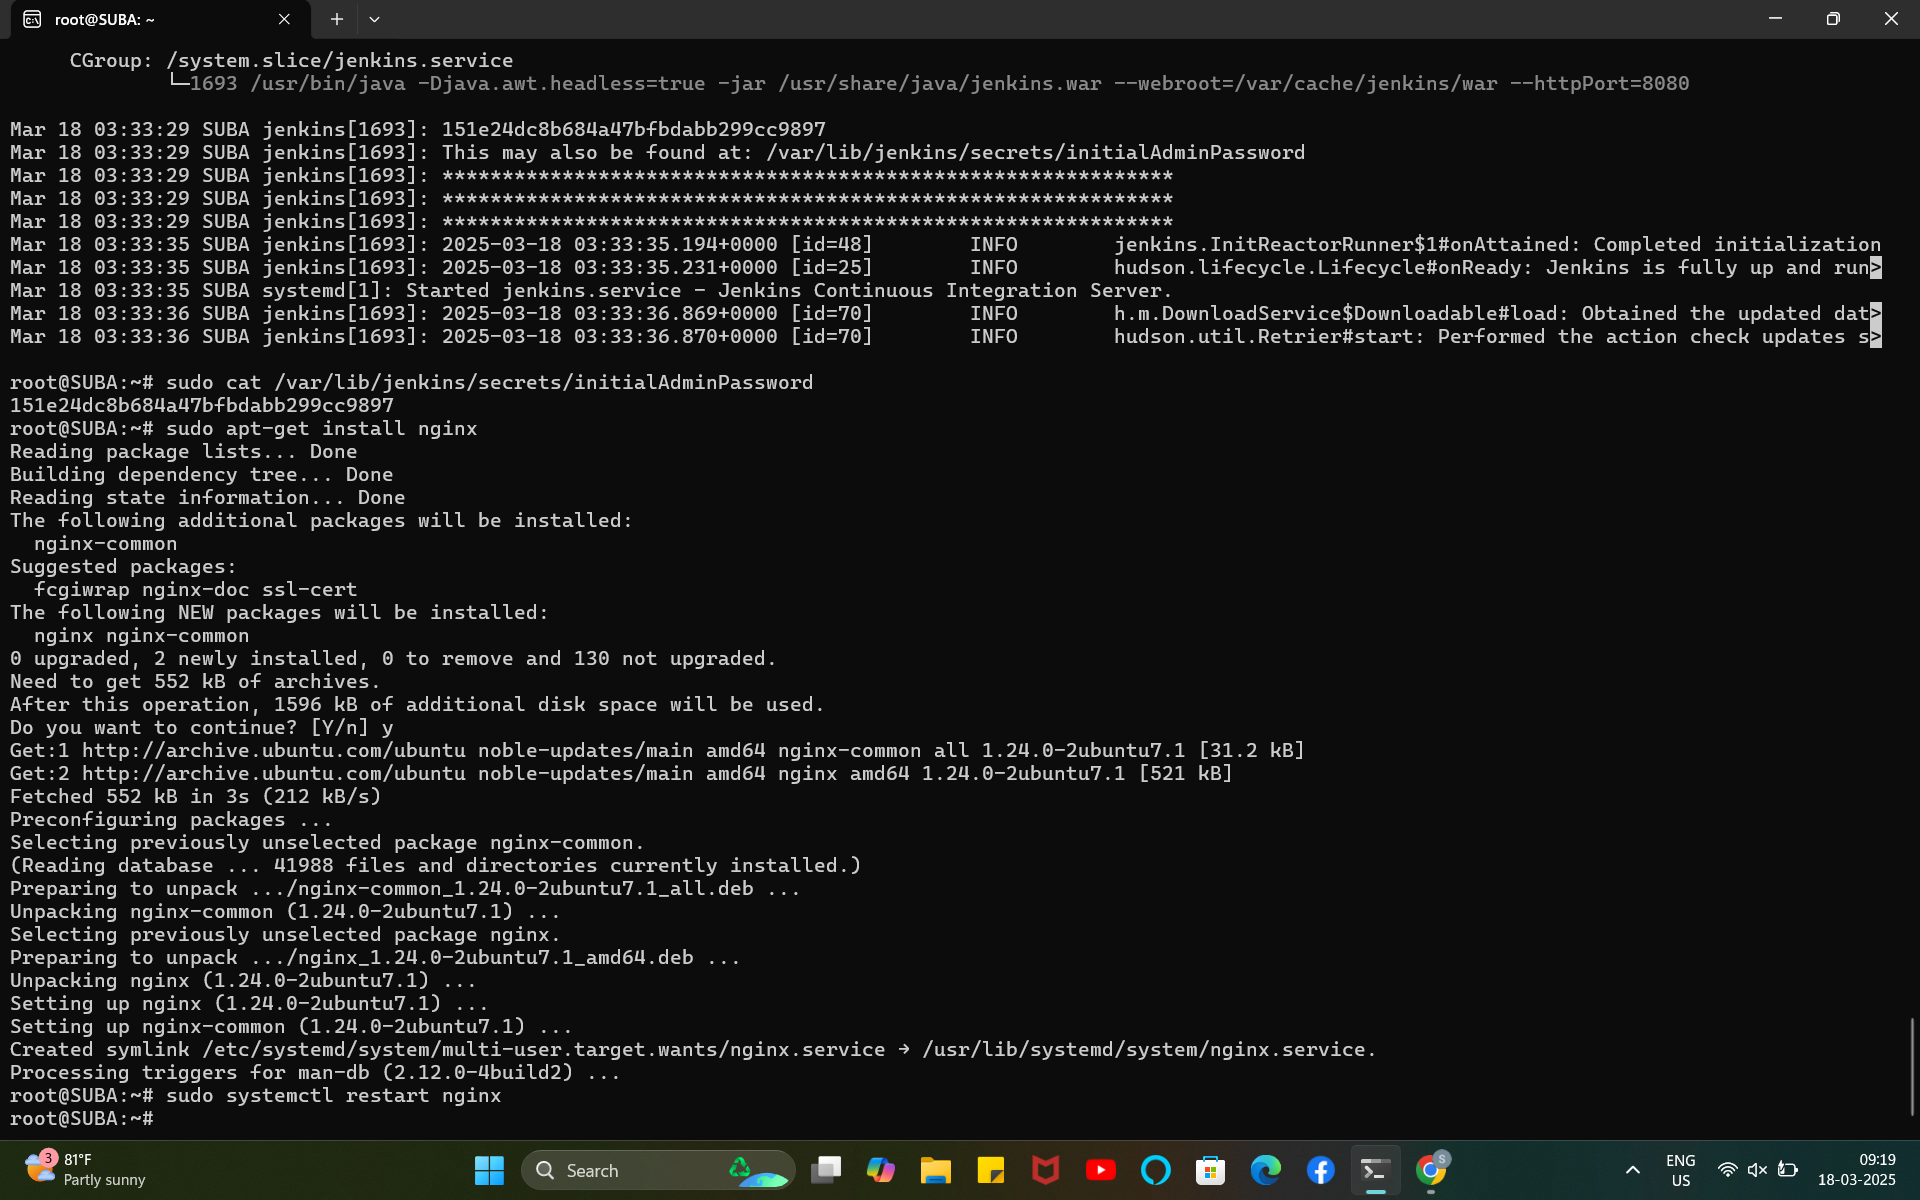 root@SUBA: ~
CGroup: /system.slice/jenkins.service
└─1693 /usr/bin/java -Djava.awt.headless=true -jar /usr/share/java/jenkins.war --webroot=/var/cache/jenkins/war --httpPort=8080
Mar 18 03:33:29 SUBA jenkins[1693]: 151e24dc8b684a47bfbdabb299cc9897
Mar 18 03:33:29 SUBA jenkins[1693]: This may also be found at: /var/lib/jenkins/secrets/initialAdminPassword
Mar 18 03:33:29 SUBA jenkins[1693]: *************************************************************
Mar 18 03:33:29 SUBA jenkins[1693]: *************************************************************
Mar 18 03:33:29 SUBA jenkins[1693]: *************************************************************
Mar 18 03:33:35 SUBA jenkins[1693]: 2025-03-18 03:33:35.194+0000 [id=48]        INFO        jenkins.InitReactorRunner$1#onAttained: Completed initialization
Mar 18 03:33:35 SUBA jenkins[1693]: 2025-03-18 03:33:35.231+0000 [id=25]        INFO        hudson.lifecycle.Lifecycle#onReady: Jenkins is fully up and run>
Mar 18 03:33:35 SUBA systemd[1]: Started jenkins.service - Jenkins Continuous Integration Server.
Mar 18 03:33:36 SUBA jenkins[1693]: 2025-03-18 03:33:36.869+0000 [id=70]        INFO        h.m.DownloadService$Downloadable#load: Obtained the updated dat>
Mar 18 03:33:36 SUBA jenkins[1693]: 2025-03-18 03:33:36.870+0000 [id=70]        INFO        hudson.util.Retrier#start: Performed the action check updates s>
root@SUBA:~# sudo cat /var/lib/jenkins/secrets/initialAdminPassword
151e24dc8b684a47bfbdabb299cc9897
root@SUBA:~# sudo apt-get install nginx
Reading package lists... Done
Building dependency tree... Done
Reading state information... Done
The following additional packages will be installed:
nginx-common
Suggested packages:
fcgiwrap nginx-doc ssl-cert
The following NEW packages will be installed:
nginx nginx-common
0 upgraded, 2 newly installed, 0 to remove and 130 not upgraded.
Need to get 552 kB of archives.
After this operation, 1596 kB of additional disk space will be used.
Do you want to continue? [Y/n] y
Get:1 http://archive.ubuntu.com/ubuntu noble-updates/main amd64 nginx-common all 1.24.0-2ubuntu7.1 [31.2 kB]
Get:2 http://archive.ubuntu.com/ubuntu noble-updates/main amd64 nginx amd64 1.24.0-2ubuntu7.1 [521 kB]
Fetched 552 kB in 3s (212 kB/s)
Preconfiguring packages ...
Selecting previously unselected package nginx-common.
(Reading database ... 41988 files and directories currently installed.)
Preparing to unpack .../nginx-common_1.24.0-2ubuntu7.1_all.deb ...
Unpacking nginx-common (1.24.0-2ubuntu7.1) ...
Selecting previously unselected package nginx.
Preparing to unpack .../nginx_1.24.0-2ubuntu7.1_amd64.deb ...
Unpacking nginx (1.24.0-2ubuntu7.1) ...
Setting up nginx (1.24.0-2ubuntu7.1) ...
Setting up nginx-common (1.24.0-2ubuntu7.1) ...
Created symlink /etc/systemd/system/multi-user.target.wants/nginx.service → /usr/lib/systemd/system/nginx.service.
Processing triggers for man-db (2.12.0-4build2) ...
root@SUBA:~# sudo systemctl restart nginx
root@SUBA:~#
3
81°F
Partly sunny
Search
S
ENG
US
09:19
18-03-2025